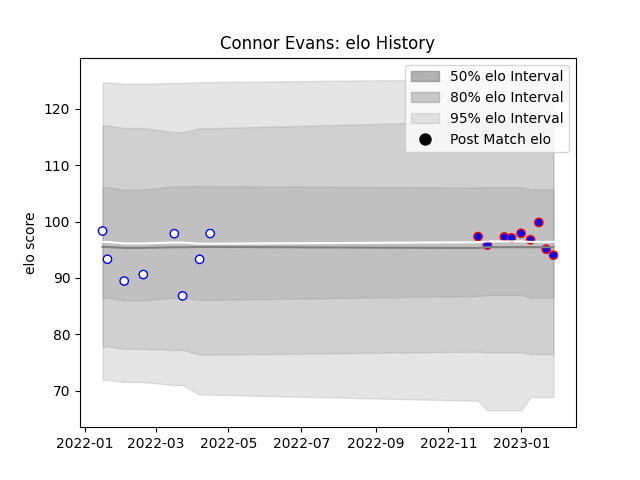 Connor Evans: elo History
50% elo Interval
80% elo Interval
95% elo Interval
Post Match elo
elo score
120
110
100
90
80
70
2022-01 2022-03 2022-05 2022-07 2022-09 2022-11 2023-01